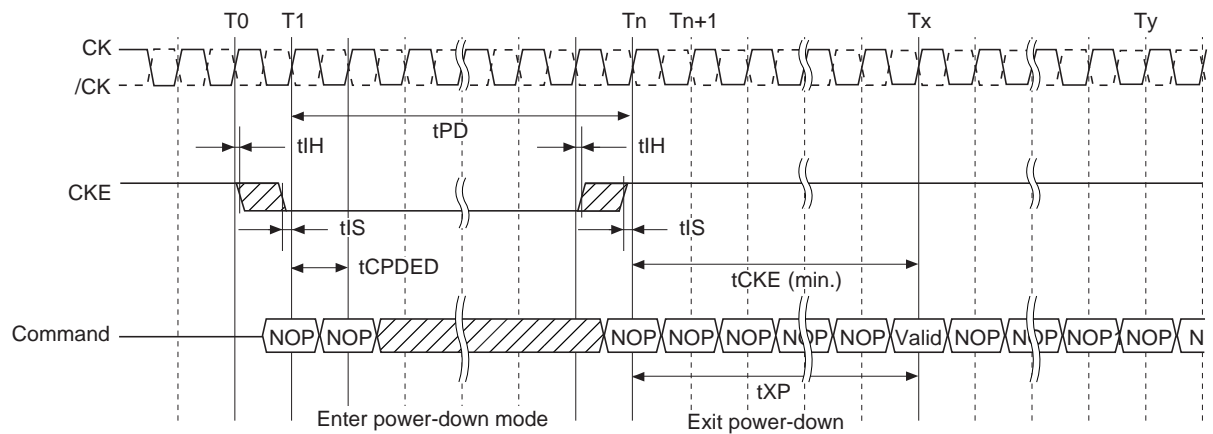 T0 T1 Tn Tn+1 Tx Ty
CK
/CK
tPD
tIH tIH
CKE
tIS tIS
tCPDED
tCKE (min.)
Command NOP NOP NOP NOP NOP NOP NOP Valid NOP NOP NOP NOP N
tXP
Enter power-down mode Exit power-down